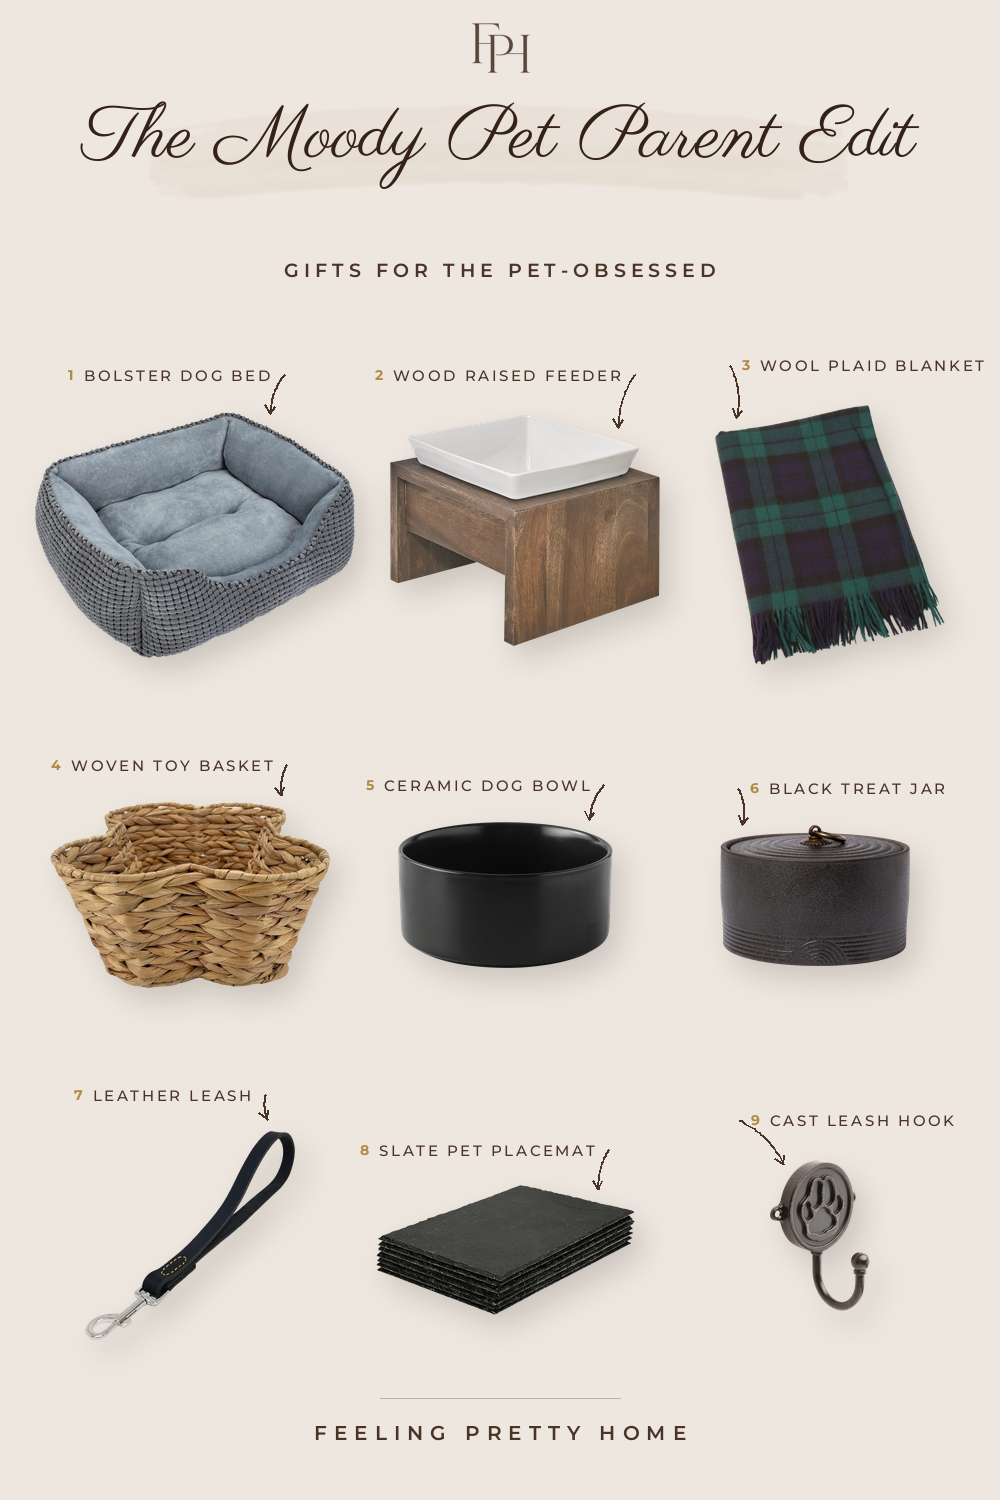 FPH
The Moody Pet Parent Edit
GIFTS FOR THE PET-OBSESSED
1 BOLSTER DOG BED
2 WOOD RAISED FEEDER
3 WOOL PLAID BLANKET
4 WOVEN TOY BASKET
5 CERAMIC DOG BOWL
6 BLACK TREAT JAR
7 LEATHER LEASH
8 SLATE PET PLACEMAT
9 CAST LEASH HOOK
FEELING PRETTY HOME